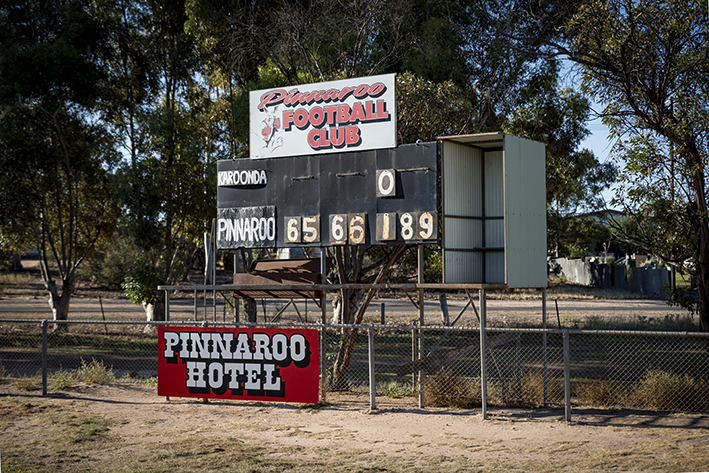 Pinnaroo
FOOTBALL
CLUB
KAROONDA 0
PINNAROO 65 66 189
PINNAROO
HOTEL